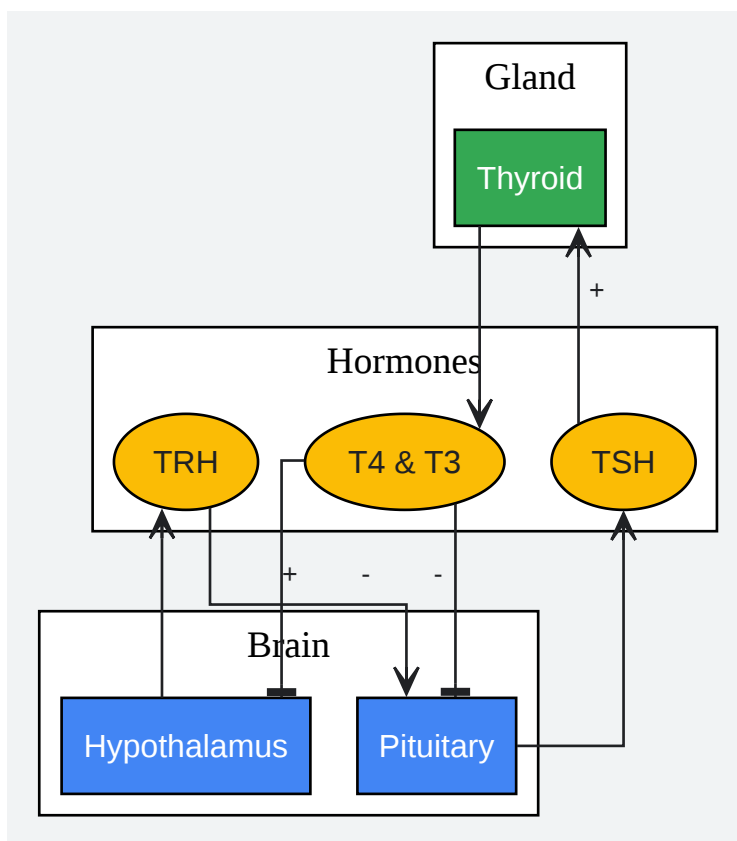 Gland
Thyroid
+
Hormones
TRH
T4 & T3
TSH
+ - -
Brain
Hypothalamus
Pituitary